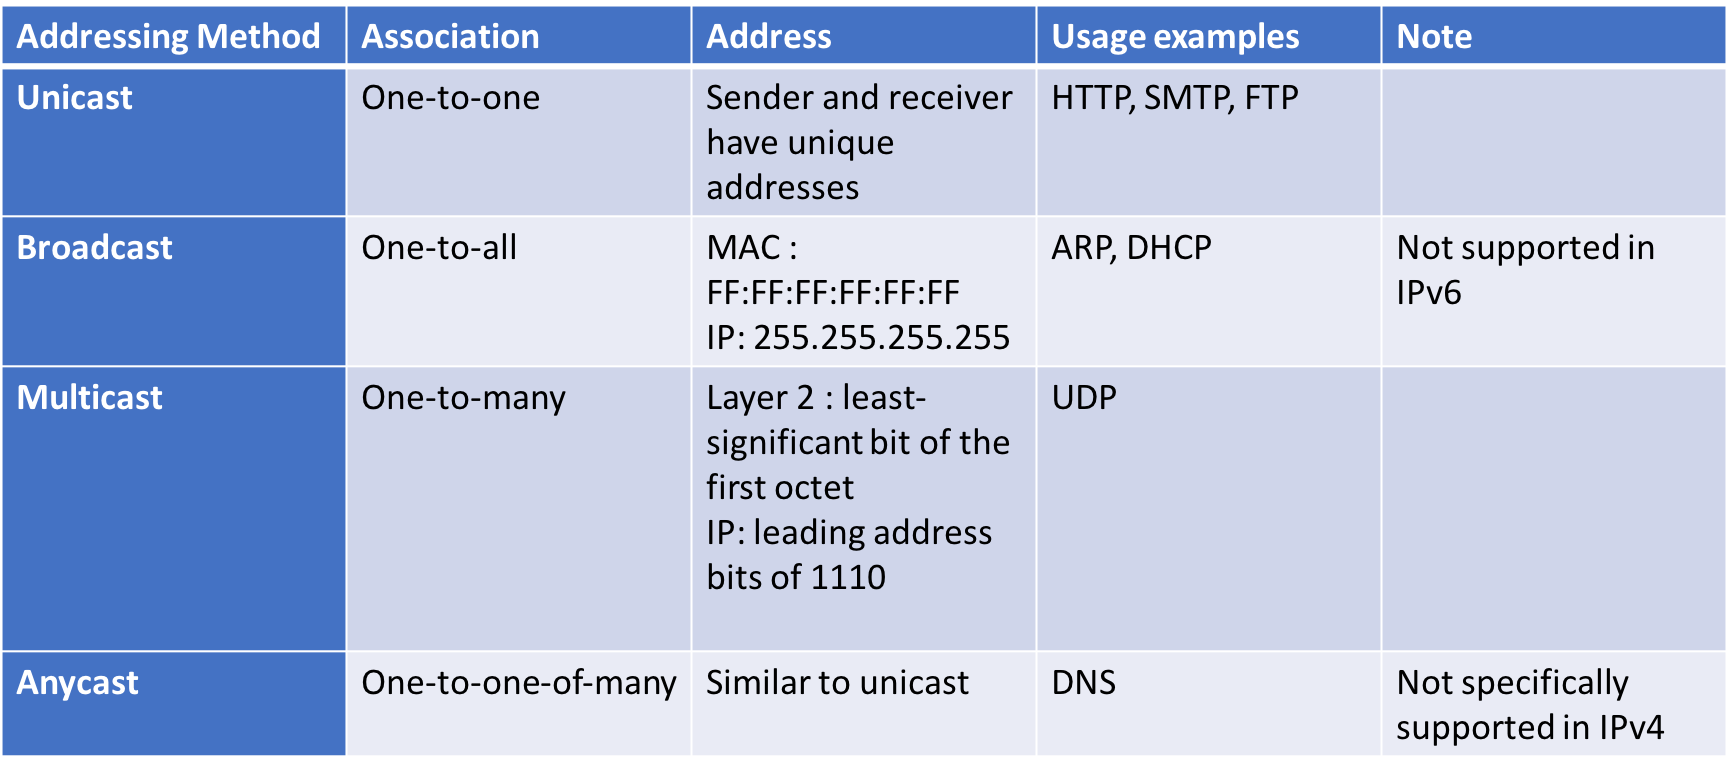 Addressing Method Association Address Usage examples Note
Unicast One-to-one Sender and receiver HTTP, SMTP, FTP
have unique
addresses
Broadcast One-to-all MAC : ARP, DHCP Not supported in
FF:FF:FF:FF:FF:FF IPv6
IP: 255.255.255.255
Multicast One-to-many Layer 2 : least- UDP
significant bit of the
first octet
IP: leading address
bits of 1110
Anycast One-to-one-of-many Similar to unicast DNS Not specifically
supported in IPv4